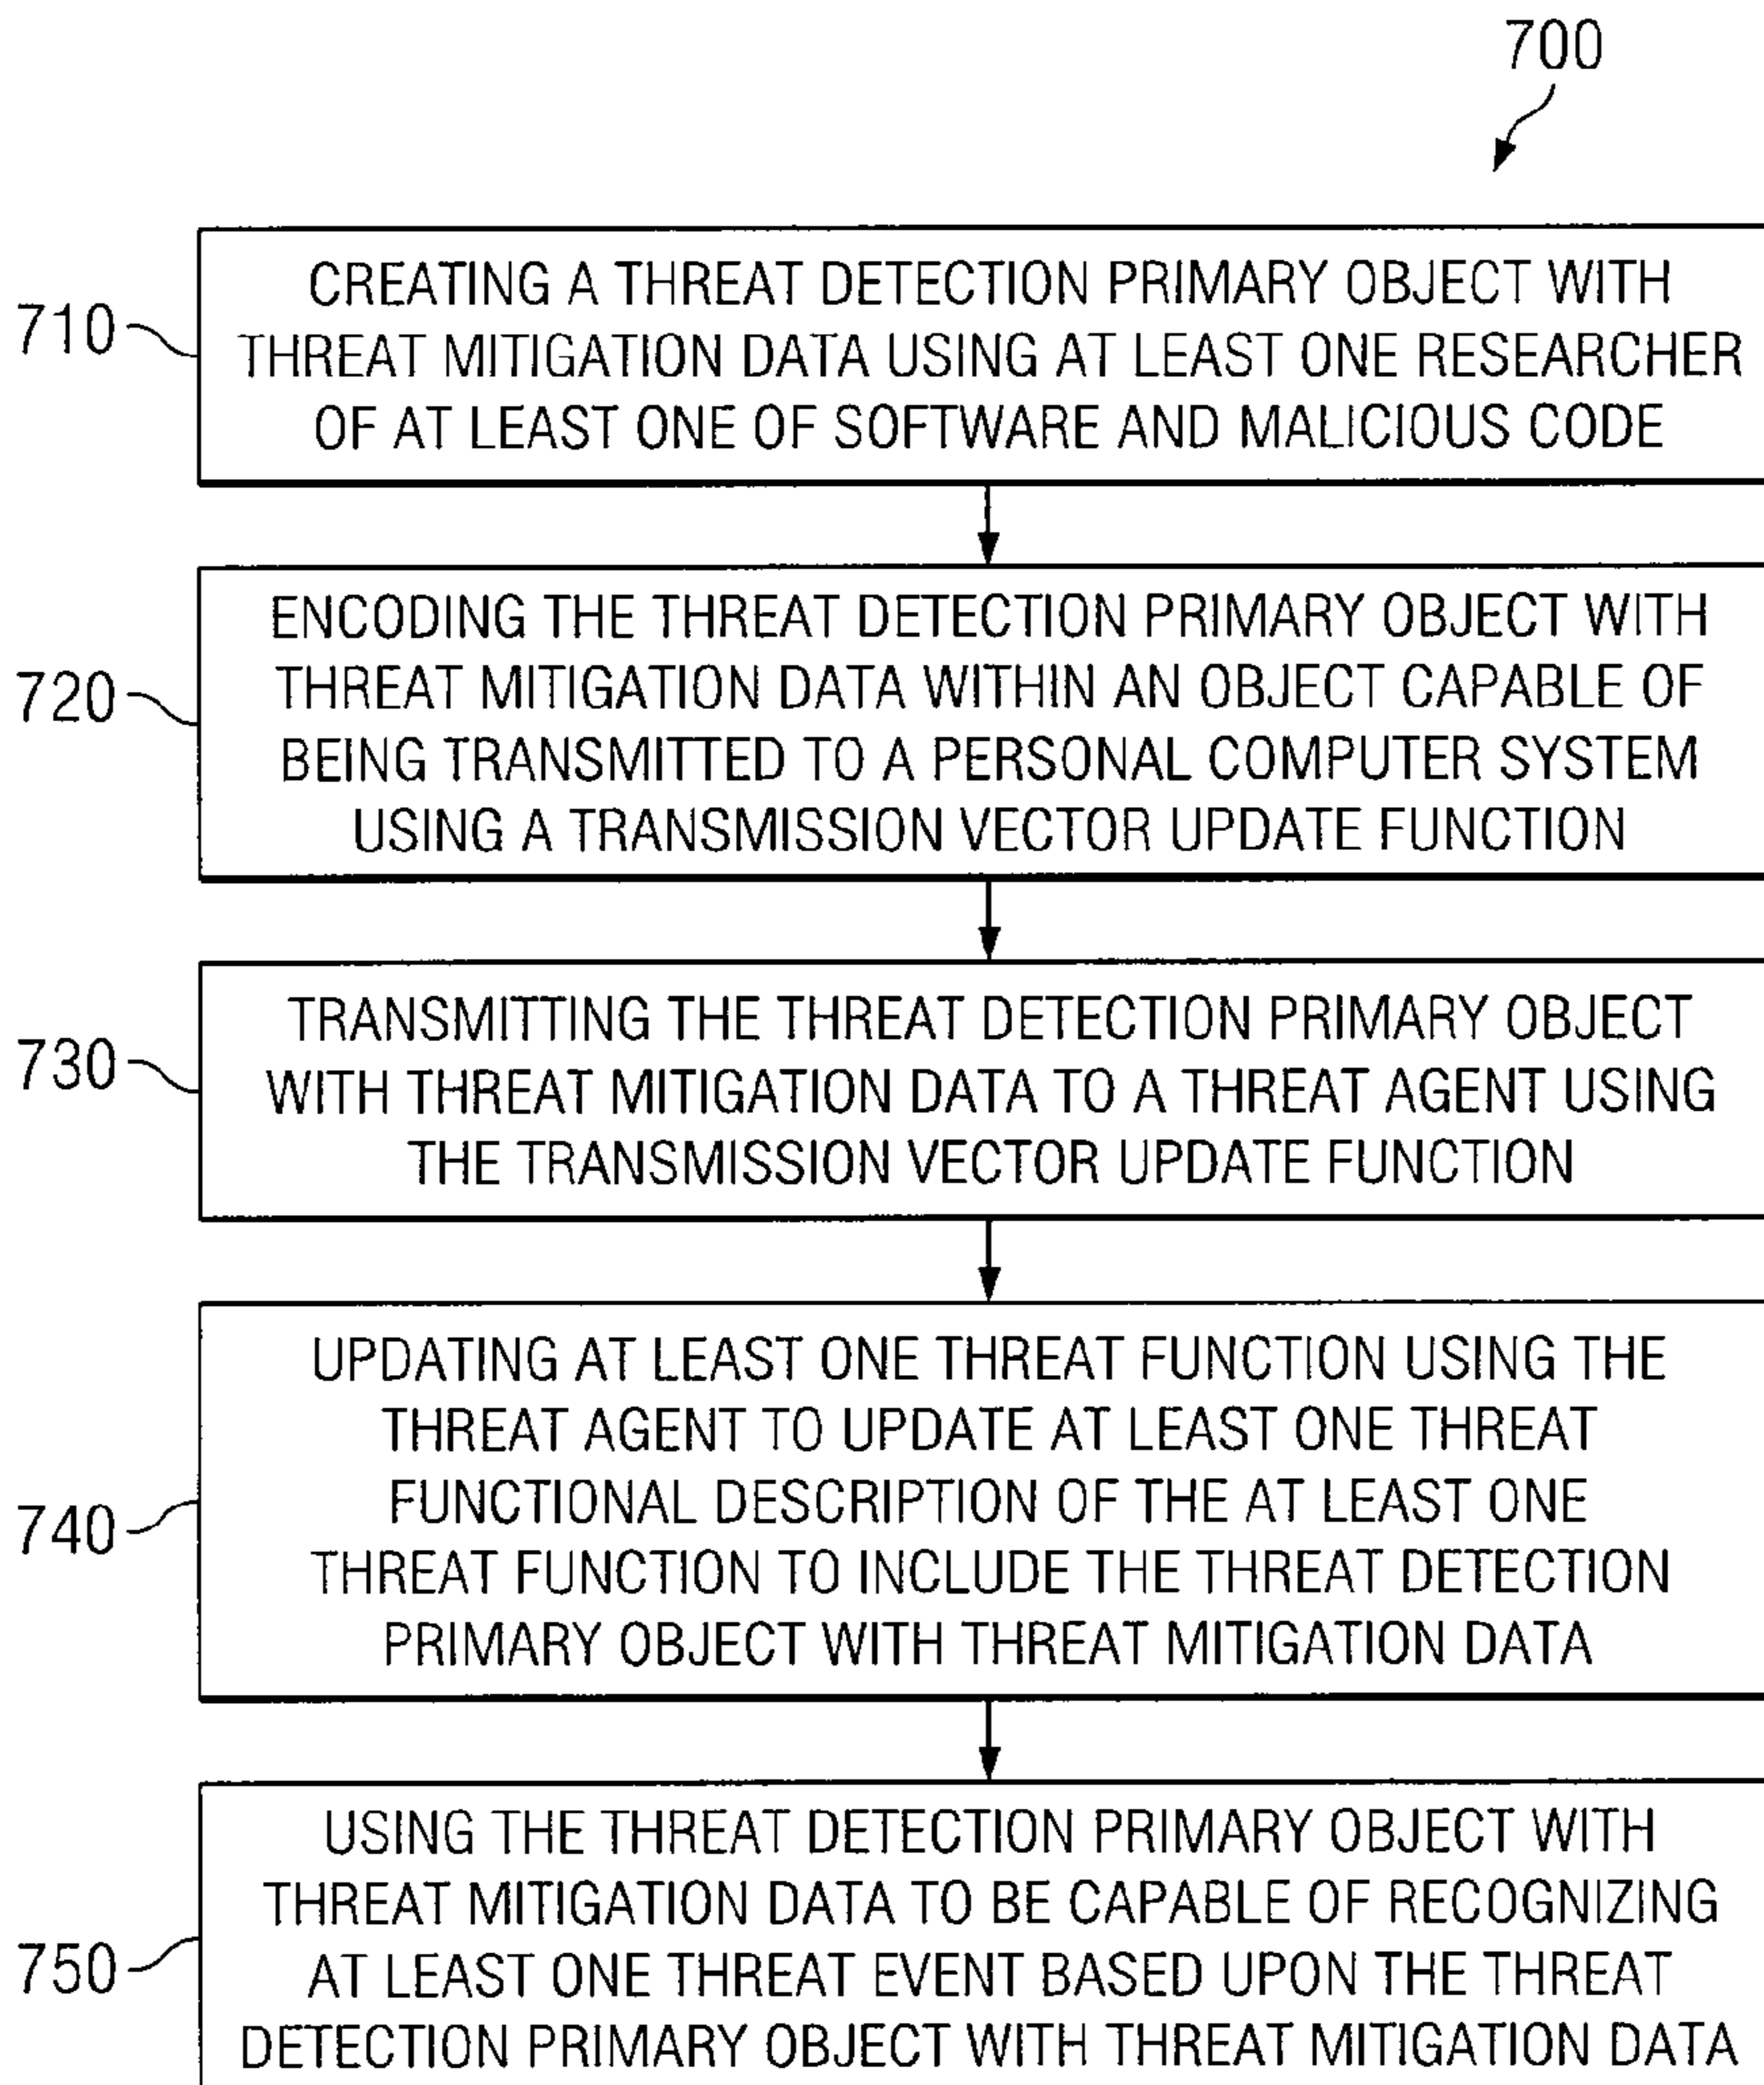 700
710
CREATING A THREAT DETECTION PRIMARY OBJECT WITH
THREAT MITIGATION DATA USING AT LEAST ONE RESEARCHER
OF AT LEAST ONE OF SOFTWARE AND MALICIOUS CODE
720
ENCODING THE THREAT DETECTION PRIMARY OBJECT WITH
THREAT MITIGATION DATA WITHIN AN OBJECT CAPABLE OF
BEING TRANSMITTED TO A PERSONAL COMPUTER SYSTEM
USING A TRANSMISSION VECTOR UPDATE FUNCTION
730
TRANSMITTING THE THREAT DETECTION PRIMARY OBJECT
WITH THREAT MITIGATION DATA TO A THREAT AGENT USING
THE TRANSMISSION VECTOR UPDATE FUNCTION
740
UPDATING AT LEAST ONE THREAT FUNCTION USING THE
THREAT AGENT TO UPDATE AT LEAST ONE THREAT
FUNCTIONAL DESCRIPTION OF THE AT LEAST ONE
THREAT FUNCTION TO INCLUDE THE THREAT DETECTION
PRIMARY OBJECT WITH THREAT MITIGATION DATA
750
USING THE THREAT DETECTION PRIMARY OBJECT WITH
THREAT MITIGATION DATA TO BE CAPABLE OF RECOGNIZING
AT LEAST ONE THREAT EVENT BASED UPON THE THREAT
DETECTION PRIMARY OBJECT WITH THREAT MITIGATION DATA